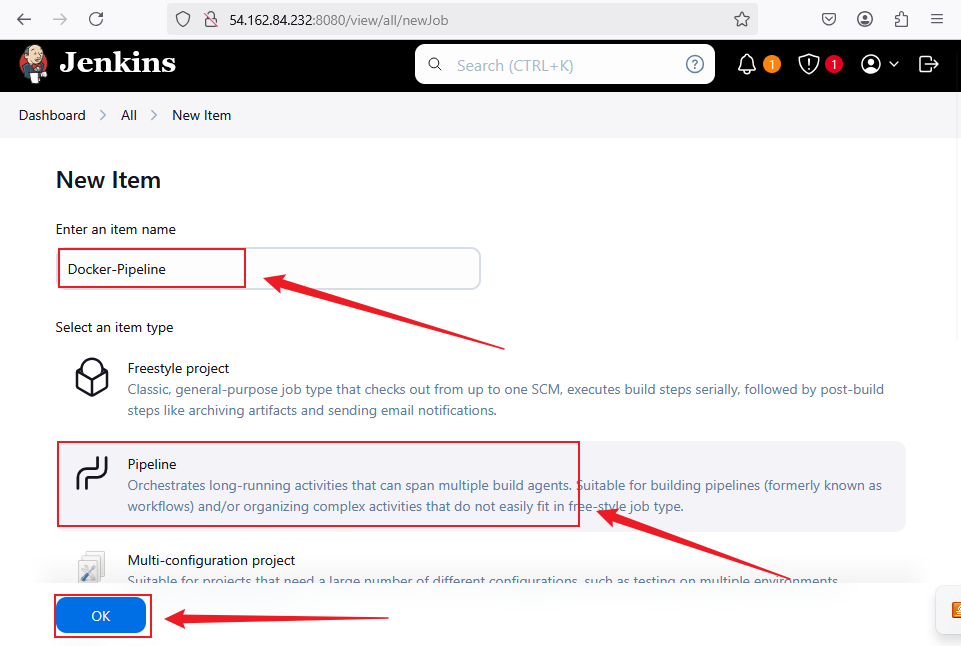 54.162.84.232:8080/view/all/newJob
Jenkins
Search (CTRL+K)
?
1
1
Dashboard > All > New Item
New Item
Enter an item name
Docker-Pipeline
Select an item type
Freestyle project
Classic, general-purpose job type that checks out from up to one SCM, executes build steps serially, followed by post-build
steps like archiving artifacts and sending email notifications.
Pipeline
Orchestrates long-running activities that can span multiple build agents. Suitable for building pipelines (formerly known as
workflows) and/or organizing complex activities that do not easily fit in free-style job type.
Multi-configuration project
Suitable for projects that need a large number of different configurations, such as testing on multiple environments,
OK